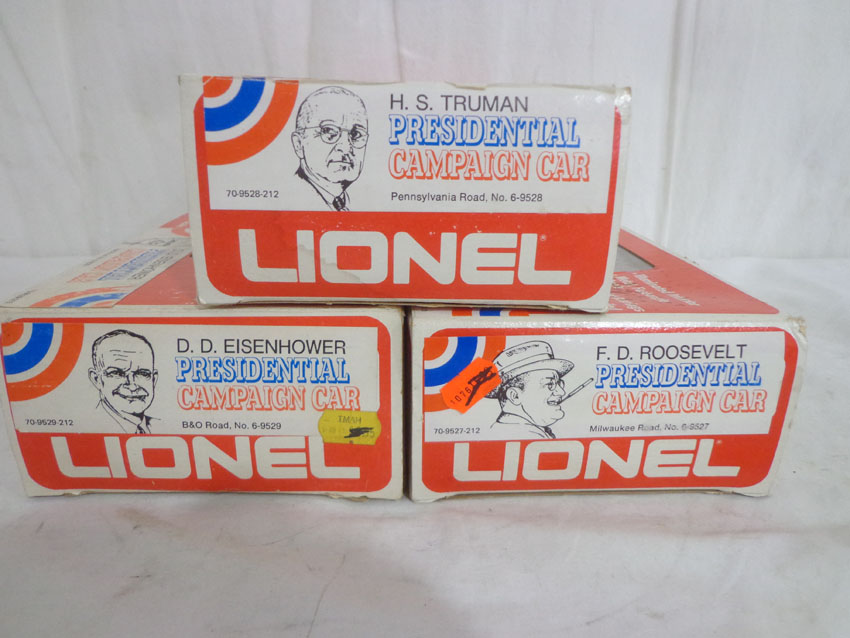 H. S. TRUMAN
PRESIDENTIAL
CAMPAIGN CAR
70-9528-212
Pennsylvania Road, No. 6-9528
LIONEL
D. D. EISENHOWER
PRESIDENTIAL
CAMPAIGN CAR
70-9529-212
B&O Road, No. 6-9529
LIONEL
F. D. ROOSEVELT
PRESIDENTIAL
CAMPAIGN CAR
70-9527-212
Milwaukee Road, No. 6-9527
LIONEL